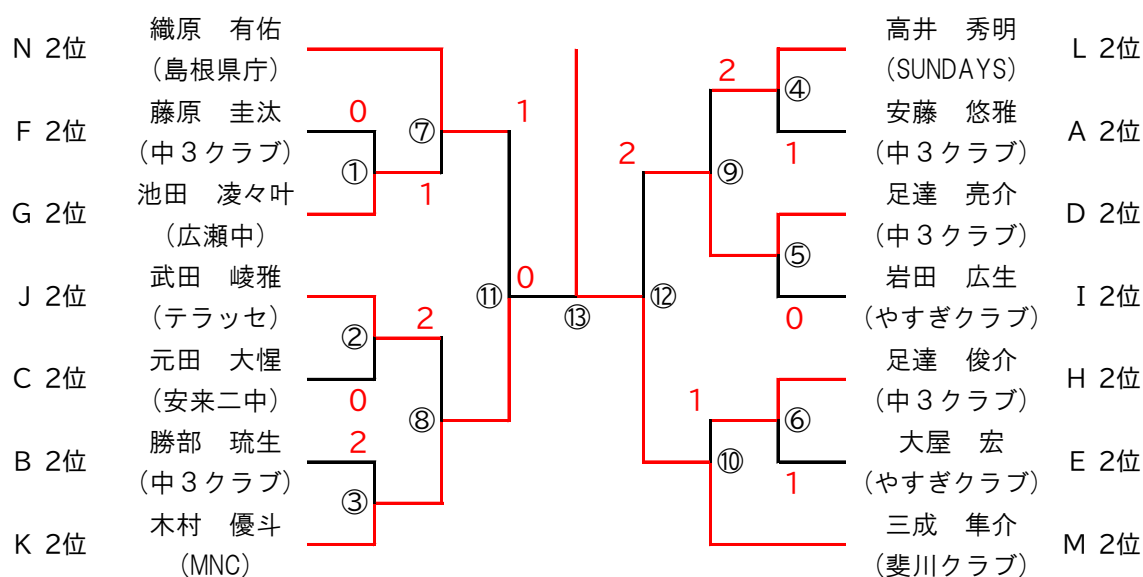 N 2位
織原 有佑
(島根県庁)
F 2位
藤原 圭汰
(中3クラブ)
0
①
⑦
1
1
G 2位
池田 凌々叶
(広瀬中)
J 2位
武田 崚雅
(テラッセ)
②
2
C 2位
元田 大惺
(安来二中)
0
⑧
B 2位
勝部 琉生
(中3クラブ)
2
③
K 2位
木村 優斗
(MNC)
⑪
0
⑬
⑫
高井 秀明
(SUNDAYS)
L 2位
2
④
安藤 悠雅
(中3クラブ)
A 2位
1
2
⑨
足達 亮介
(中3クラブ)
D 2位
⑤
岩田 広生
(やすぎクラブ)
I 2位
0
足達 俊介
(中3クラブ)
H 2位
1
⑥
大屋 宏
(やすぎクラブ)
E 2位
1
⑩
三成 隼介
(斐川クラブ)
M 2位